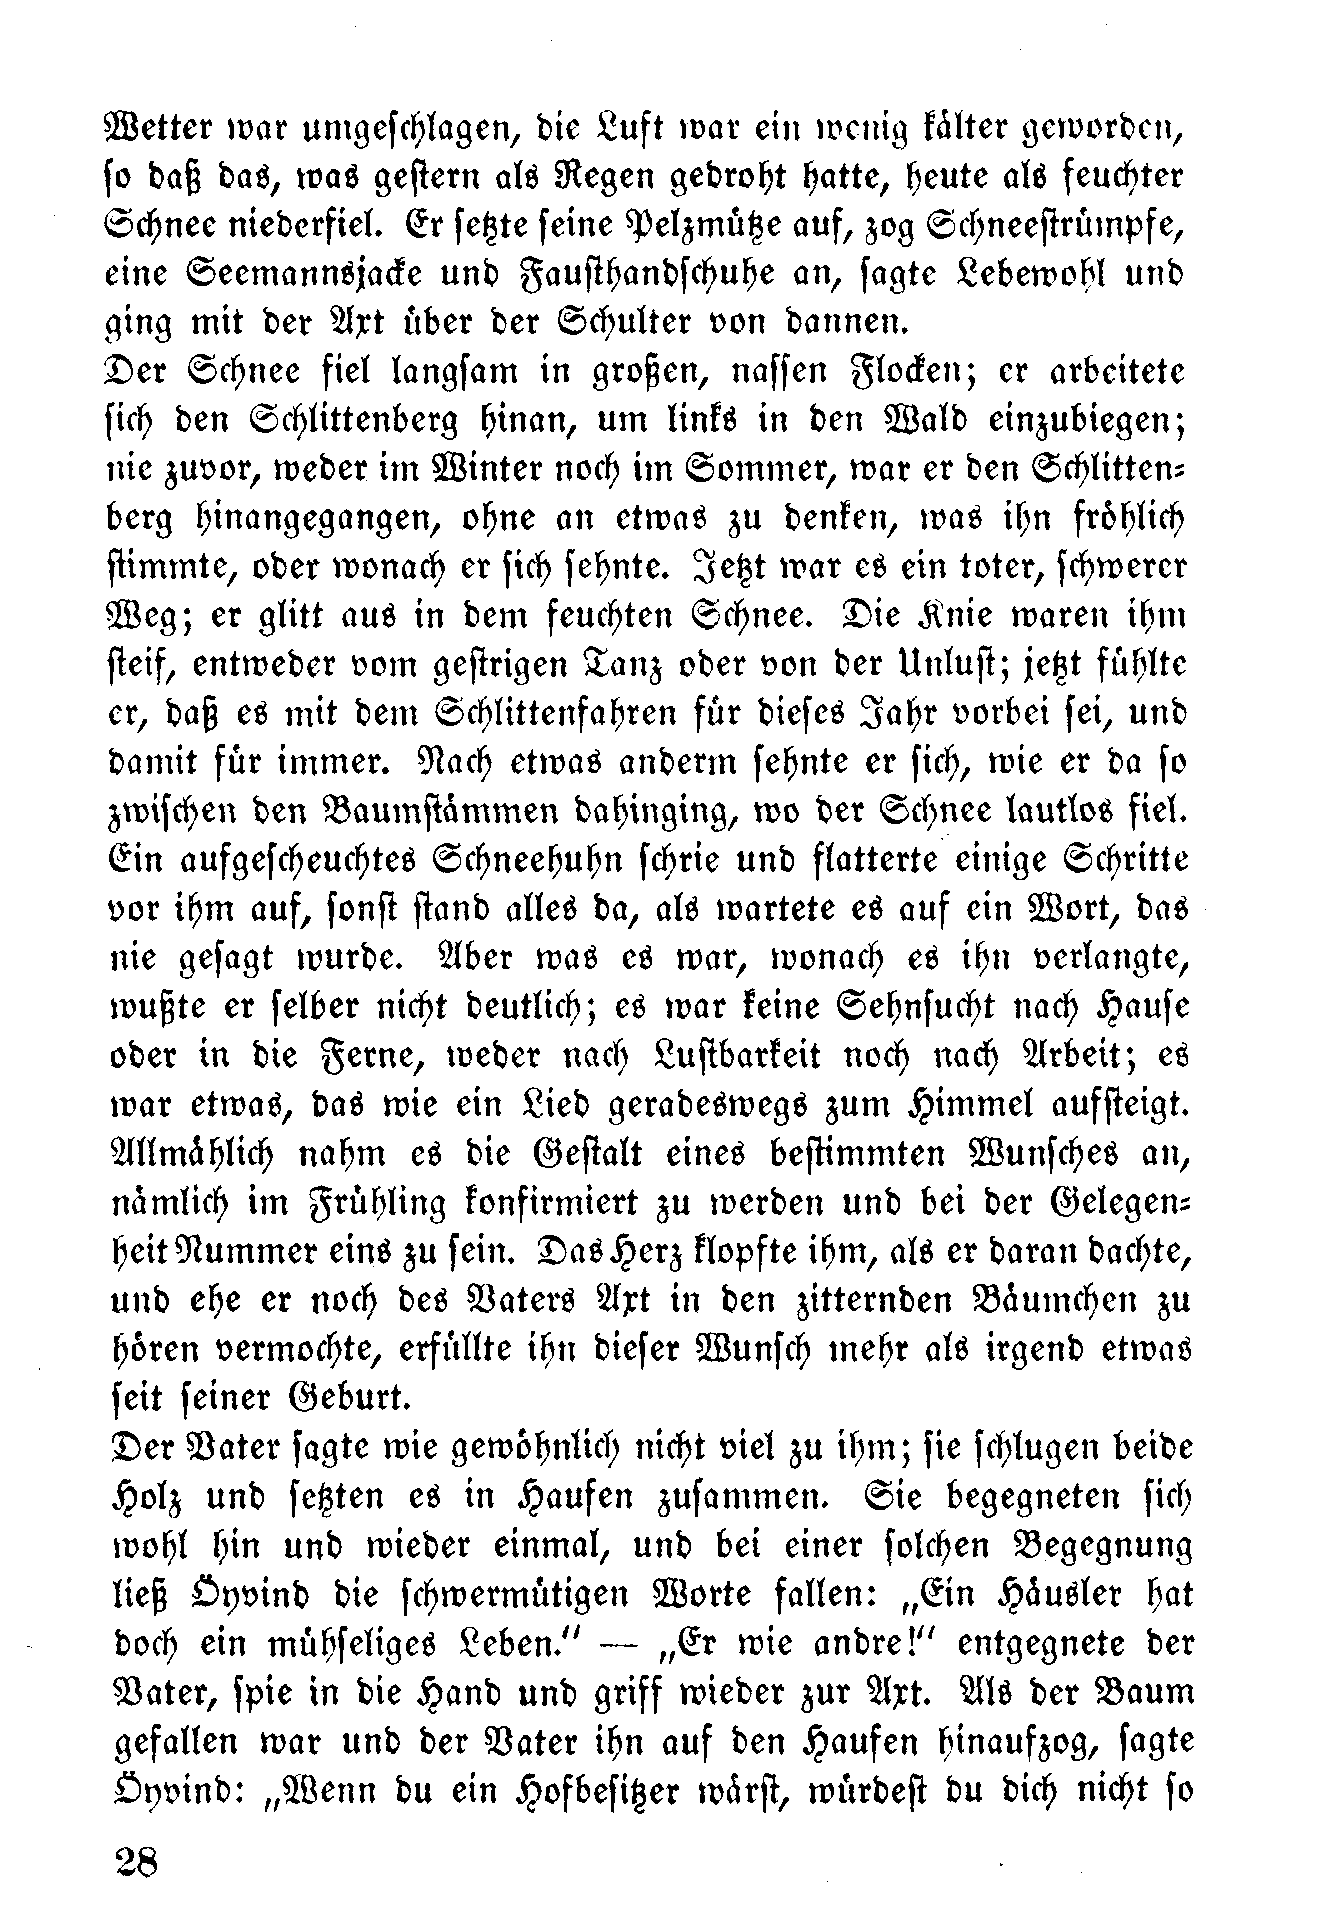 Wetter war umgeschlagen, die Luft war ein wenig kälter geworden,
so daß das, was gestern als Regen gedroht hatte, heute als feuchter
Schnee niederfiel. Er setzte seine Pelzmütze auf, zog Schneestrümpfe,
eine Seemannsjacke und Fausthandschuhe an, sagte Lebewohl und
ging mit der Axt über der Schulter von dannen.
Der Schnee fiel langsam in großen, nassen Flocken; er arbeitete
sich den Schlittenberg hinan, um links in den Wald einzubiegen;
nie zuvor, weder im Winter noch im Sommer, war er den Schlitten-
berg hinangegangen, ohne an etwas zu denken, was ihn fröhlich
stimmte, oder wonach er sich sehnte. Jetzt war es ein toter, schwerer
Weg; er glitt aus in dem feuchten Schnee. Die Knie waren ihm
steif, entweder vom gestrigen Tanz oder von der Unlust; jetzt fühlte
er, daß es mit dem Schlittenfahren für dieses Jahr vorbei sei, und
damit für immer. Nach etwas anderm sehnte er sich, wie er da so
zwischen den Baumstämmen dahinging, wo der Schnee lautlos fiel.
Ein aufgescheuchtes Schneehuhn schrie und flatterte einige Schritte
vor ihm auf, sonst stand alles da, als wartete es auf ein Wort, das
nie gesagt wurde. Aber was es war, wonach es ihn verlangte,
wußte er selber nicht deutlich; es war keine Sehnsucht nach Hause
oder in die Ferne, weder nach Lustbarkeit noch nach Arbeit; es
war etwas, das wie ein Lied geradeswegs zum Himmel aufsteigt.
Allmählich nahm es die Gestalt eines bestimmten Wunsches an,
nämlich im Frühling konfirmiert zu werden und bei der Gelegen-
heit Nummer eins zu sein. Das Herz klopfte ihm, als er daran dachte,
und ehe er noch des Vaters Axt in den zitternden Bäumchen zu
hören vermochte, erfüllte ihn dieser Wunsch mehr als irgend etwas
seit seiner Geburt.
Der Vater sagte wie gewöhnlich nicht viel zu ihm; sie schlugen beide
Holz und setzten es in Haufen zusammen. Sie begegneten sich
wohl hin und wieder einmal, und bei einer solchen Begegnung
ließ Öyvind die schwermütigen Worte fallen: „Ein Häusler hat
doch ein mühseliges Leben.“ — „Er wie andre!“ entgegnete der
Vater, spie in die Hand und griff wieder zur Axt. Als der Baum
gefallen war und der Vater ihn auf den Haufen hinaufzog, sagte
Öyvind: „Wenn du ein Hofbesitzer wärst, würdest du dich nicht so
28